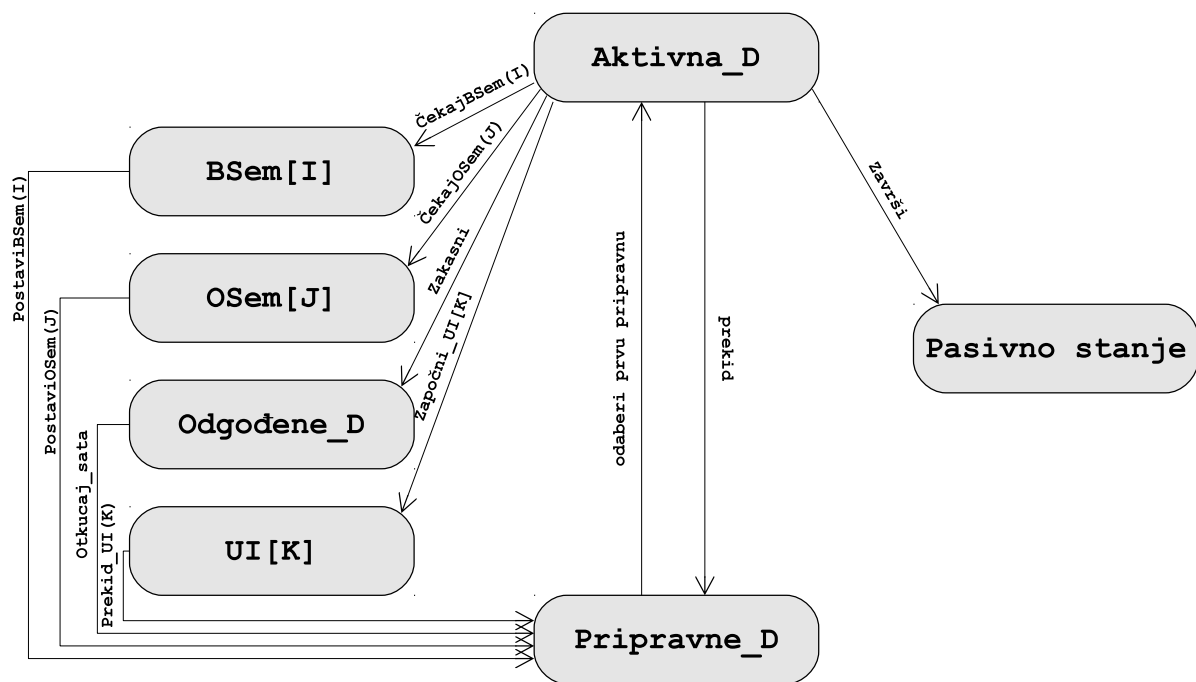 Aktivna_D
ČekajBSem(I)
BSem[I]
ČekajOSem(J)
Završi
PostaviBSem(I)
OSem[J]
Zakasni
PostaviOSem(J)
Započni_UI[K]
odaberi prvu pripravnu
prekid
Pasivno stanje
Odgođene_D
Otkucaj_sata
Prekid_UI(K)
UI[K]
Pripravne_D